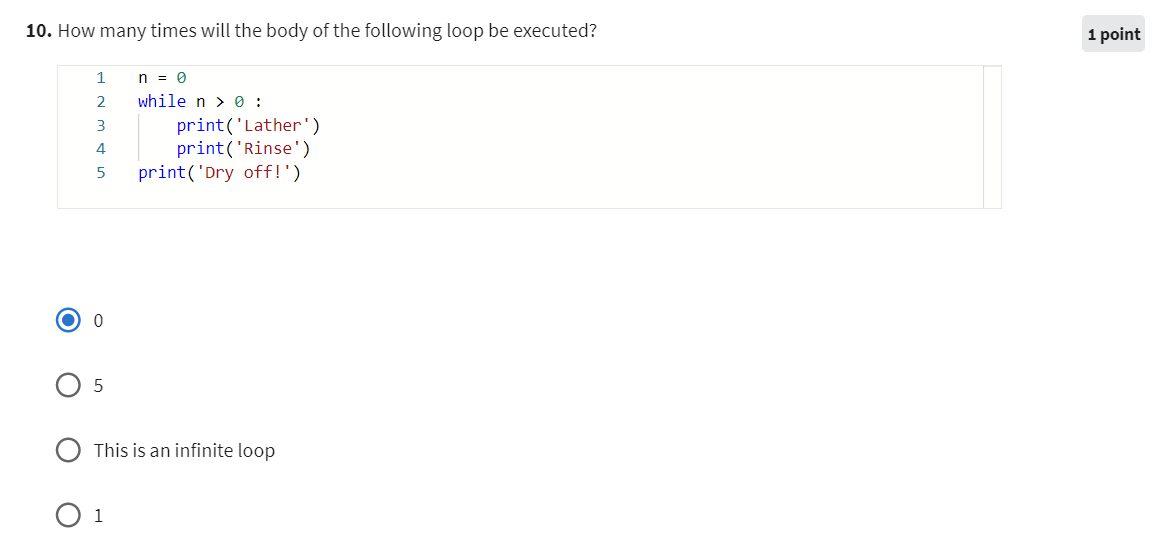 10. How many times will the body of the following loop be executed?
1 point
1 n = 0
2 while n > 0 :
3     print('Lather')
4     print('Rinse')
5 print('Dry off!')
0
5
This is an infinite loop
1